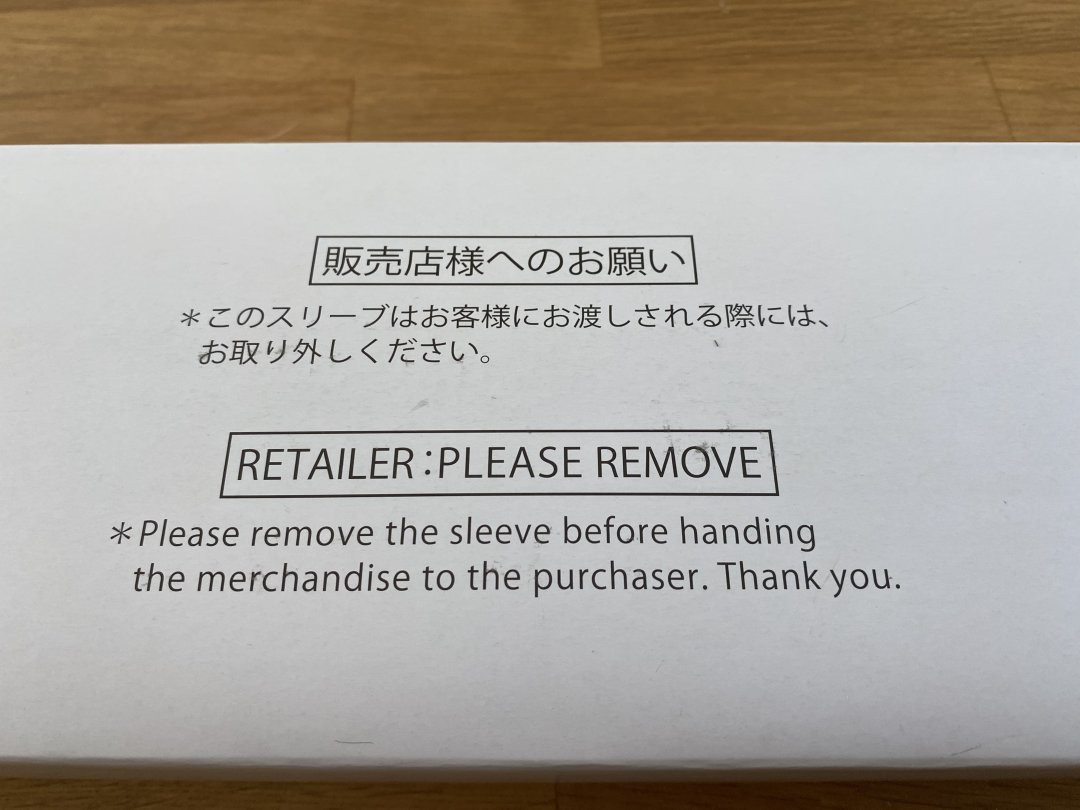 販売店様へのお願い
＊このスリーブはお客様にお渡しされる際には、
お取り外しください。
RETAILER:PLEASE REMOVE
＊Please remove the sleeve before handing
the merchandise to the purchaser. Thank you.